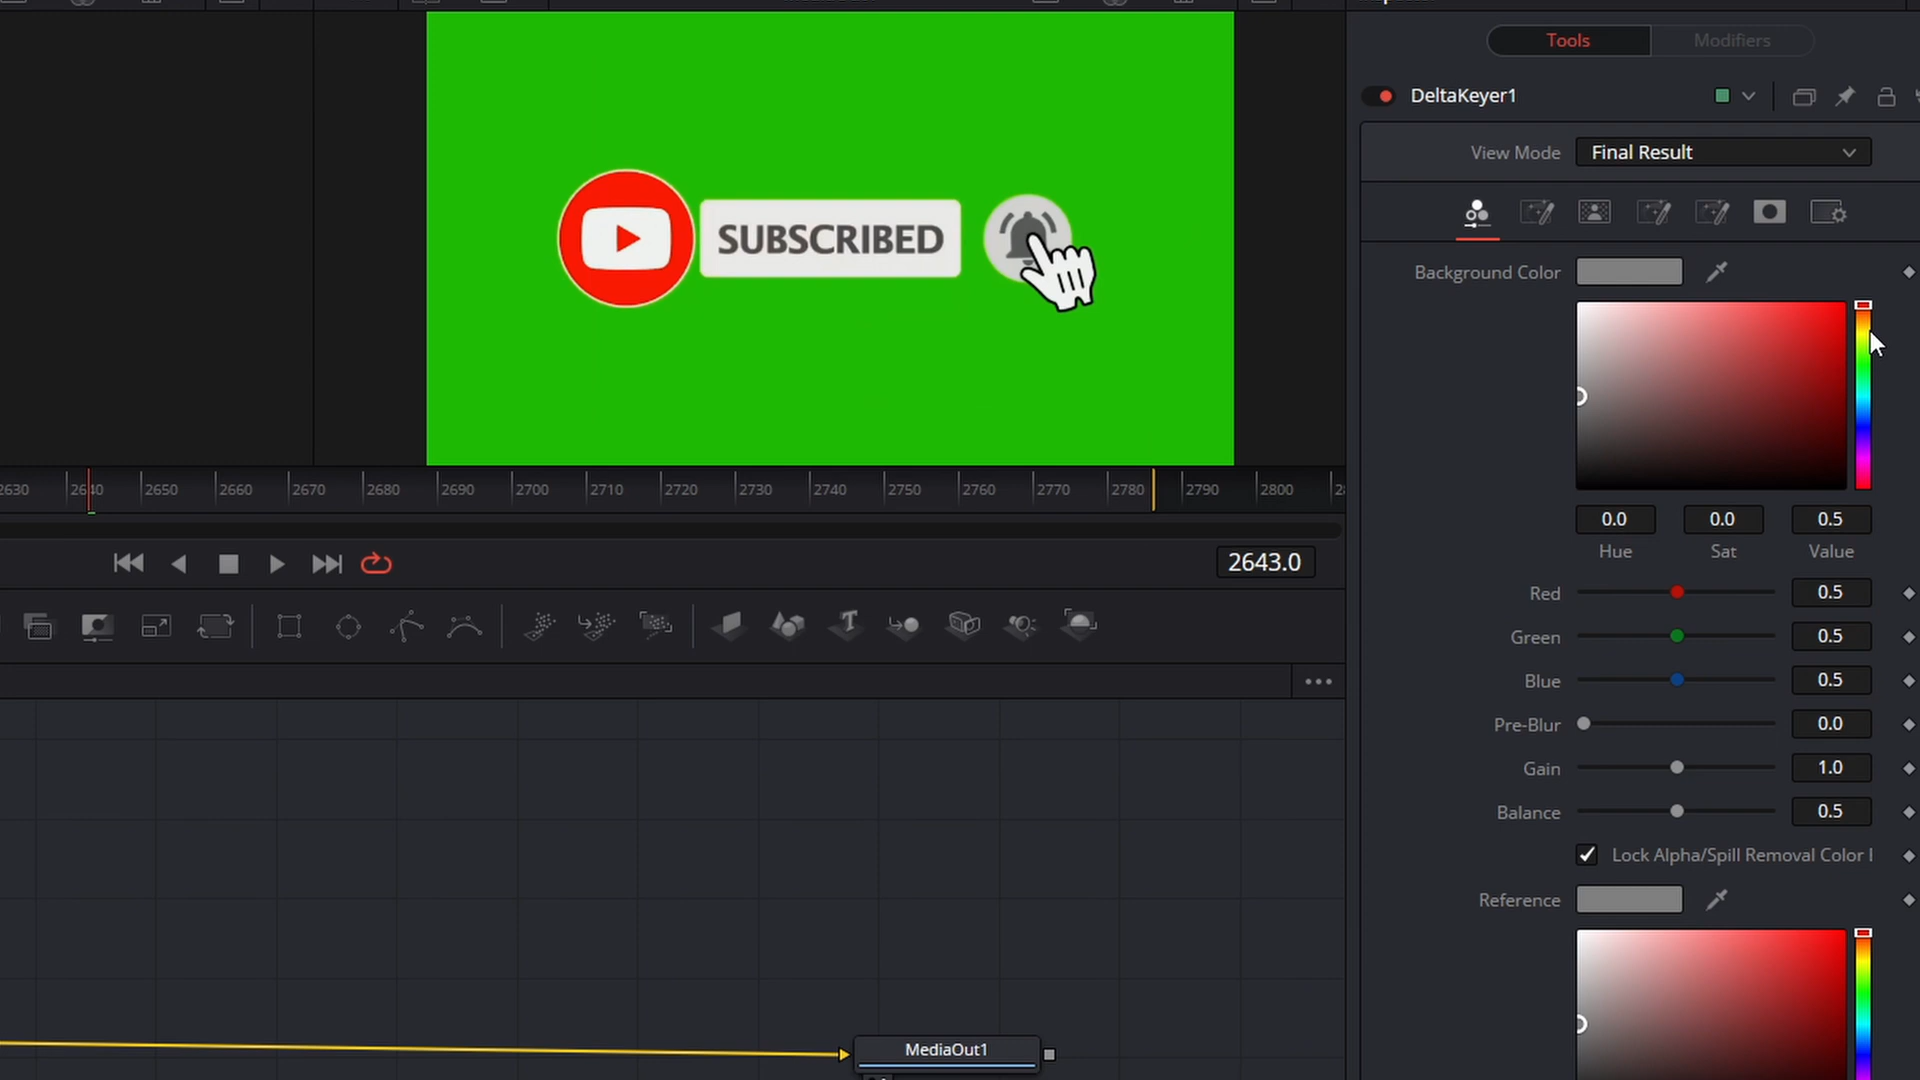 Tools
Modifiers
DeltaKeyer1
View Mode
Final Result
SUBSCRIBED
Background Color
2630
2640
2650
2660
2670
2680
2690
2700
2710
2720
2730
2740
2750
2760
2770
2780
2790
2800
0.0
0.0
0.5
Hue
Sat
Value
2643.0
Red
0.5
Green
0.5
Blue
0.5
Pre-Blur
0.0
Gain
1.0
Balance
0.5
Lock Alpha/Spill Removal Color
Reference
MediaOut1